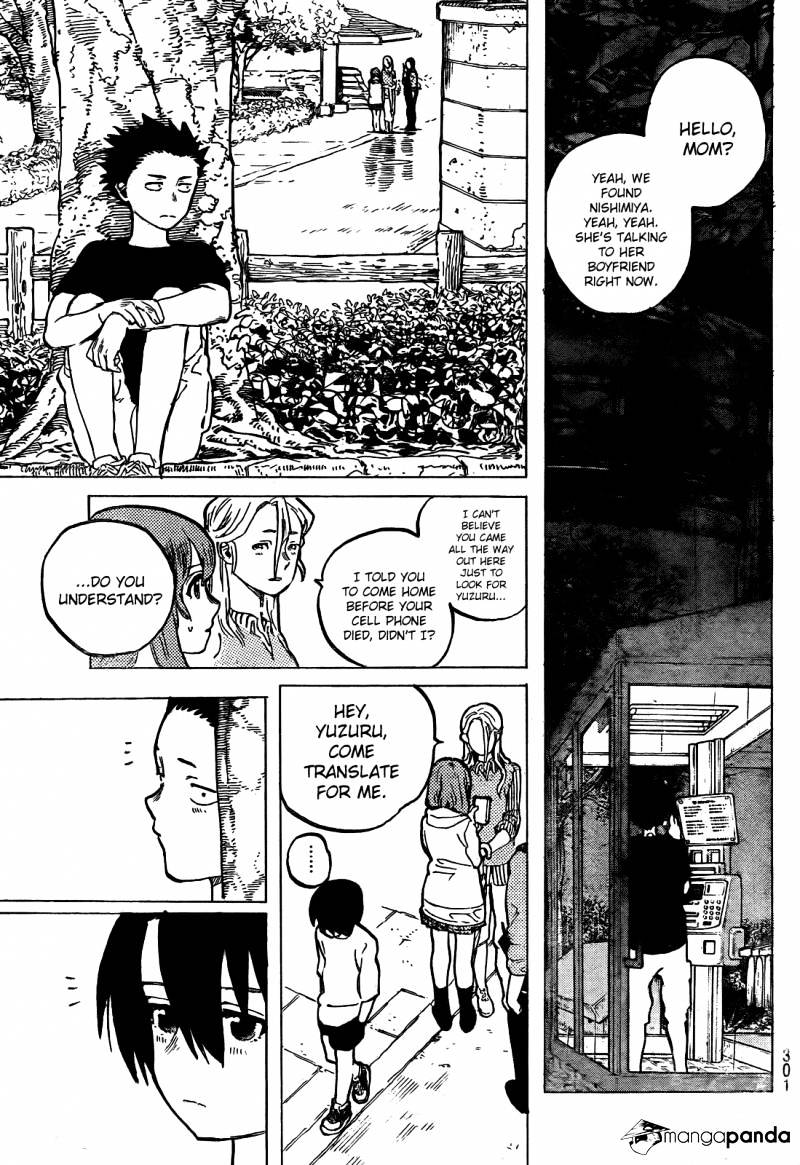 HELLO,
MOM?
YEAH, WE
FOUND
NISHIMIYA.
YEAH, YEAH.
SHE'S TALKING
TO HER
BOYFRIEND
RIGHT NOW.
I CAN'T
BELIEVE
YOU CAME
ALL THE WAY
OUT HERE
JUST TO
LOOK FOR
YUZURU...
I TOLD YOU
TO COME HOME
BEFORE YOUR
CELL PHONE
DIED, DIDN'T I?
...DO YOU
UNDERSTAND?
HEY,
YUZURU,
COME
TRANSLATE
FOR ME.
......
301
mangapanda